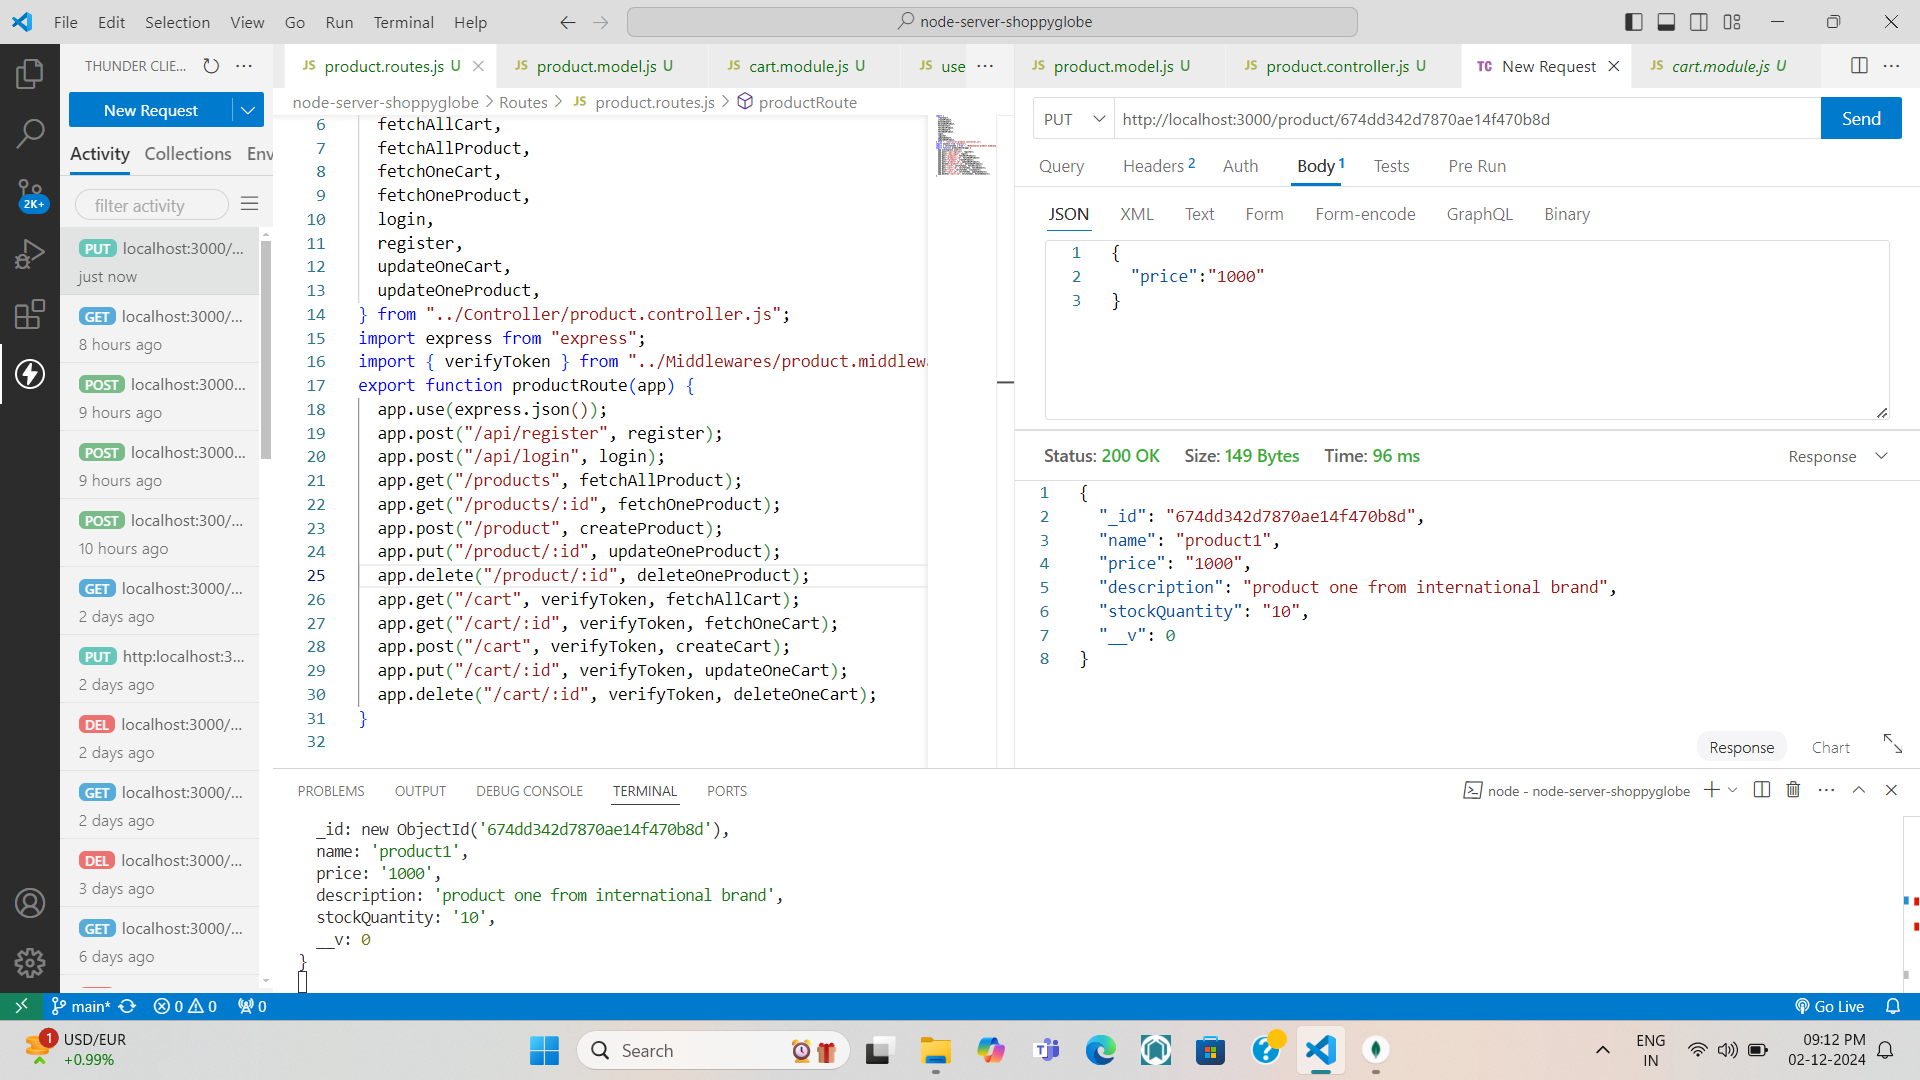 File Edit Selection View Go Run Terminal Help
node-server-shoppyglobe
THUNDER CLIE...
New Request
Activity Collections Env
filter activity
2K+
PUT localhost:3000/...
just now
GET localhost:3000/...
8 hours ago
POST localhost:3000...
9 hours ago
POST localhost:3000...
9 hours ago
POST localhost:300/...
10 hours ago
GET localhost:3000/...
2 days ago
PUT http:localhost:3...
2 days ago
DEL localhost:3000/...
2 days ago
GET localhost:3000/...
2 days ago
DEL localhost:3000/...
3 days ago
GET localhost:3000/...
6 days ago
JS product.routes.js U
JS product.model.js U
JS cart.module.js U
JS use ...
node-server-shoppyglobe > Routes > JS product.routes.js > productRoute
6 fetchAllCart,
7 fetchAllProduct,
8 fetchOneCart,
9 fetchOneProduct,
10 login,
11 register,
12 updateOneCart,
13 updateOneProduct,
14 } from "../Controller/product.controller.js";
15 import express from "express";
16 import { verifyToken } from "../Middlewares/product.middlewa
17 export function productRoute(app) {
18 app.use(express.json());
19 app.post("/api/register", register);
20 app.post("/api/login", login);
21 app.get("/products", fetchAllProduct);
22 app.get("/products/:id", fetchOneProduct);
23 app.post("/product", createProduct);
24 app.put("/product/:id", updateOneProduct);
25 app.delete("/product/:id", deleteOneProduct);
26 app.get("/cart", verifyToken, fetchAllCart);
27 app.get("/cart/:id", verifyToken, fetchOneCart);
28 app.post("/cart", verifyToken, createCart);
29 app.put("/cart/:id", verifyToken, updateOneCart);
30 app.delete("/cart/:id", verifyToken, deleteOneCart);
31 }
32
JS product.model.js U
JS product.controller.js U
TC New Request
JS cart.module.js U
PUT http://localhost:3000/product/674dd342d7870ae14f470b8d
Send
Query Headers 2 Auth Body 1 Tests Pre Run
JSON XML Text Form Form-encode GraphQL Binary
1 {
2 "price":"1000"
3 }
Status: 200 OK Size: 149 Bytes Time: 96 ms
Response
1 {
2 "_id": "674dd342d7870ae14f470b8d",
3 "name": "product1",
4 "price": "1000",
5 "description": "product one from international brand",
6 "stockQuantity": "10",
7 "__v": 0
8 }
Response Chart
PROBLEMS OUTPUT DEBUG CONSOLE TERMINAL PORTS
node - node-server-shoppyglobe
_id: new ObjectId('674dd342d7870ae14f470b8d'),
name: 'product1',
price: '1000',
description: 'product one from international brand',
stockQuantity: '10',
__v: 0
}
main* 0 0 0
Go Live
1
USD/EUR
+0.99%
Search
ENG
IN
09:12 PM
02-12-2024